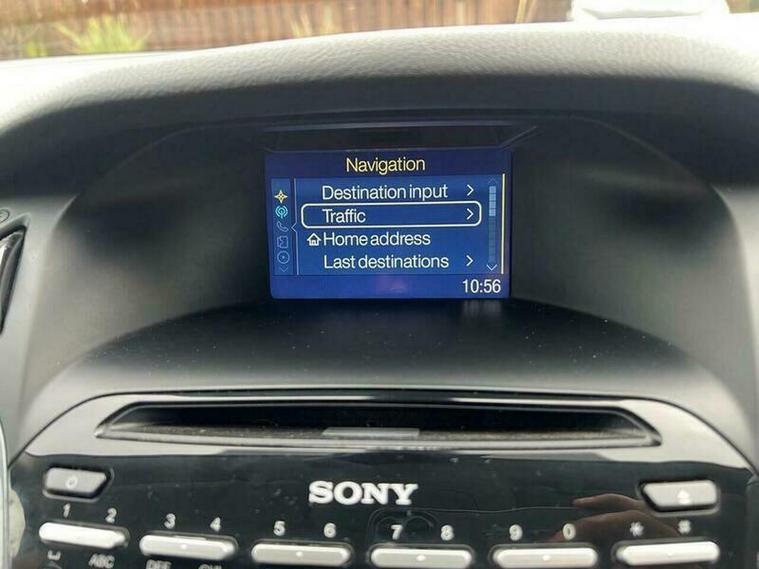 Navigation
Destination input
Traffic
Home address
Last destinations
10:56
SONY
1 2 3 4 5 6 7 8 9 0 * #
ABC